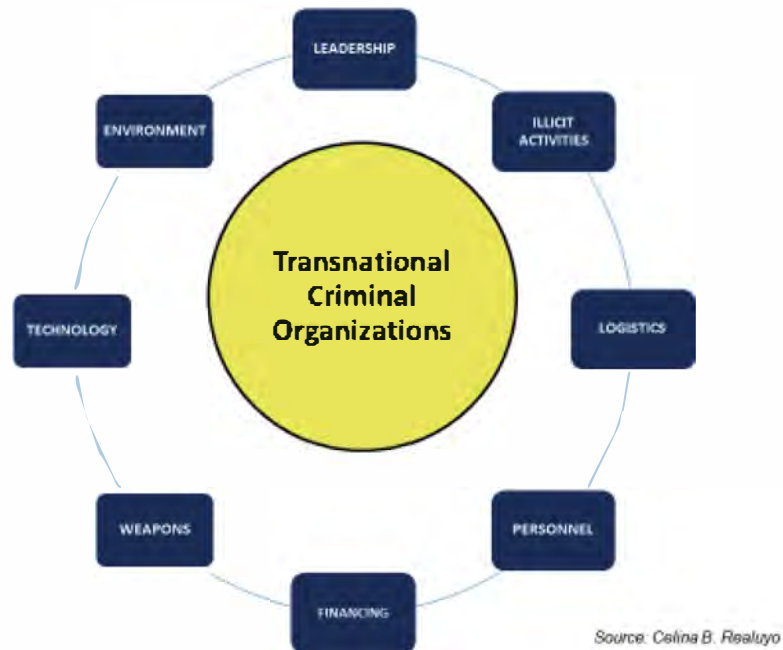 LEADERSHIP
ILLICIT
ACTIVITIES
LOGISTICS
PERSONNEL
FINANCING
WEAPONS
TECHNOLOGY
ENVIRONMENT
Transnational
Criminal
Organizations
Source: Celina B. Realuyo